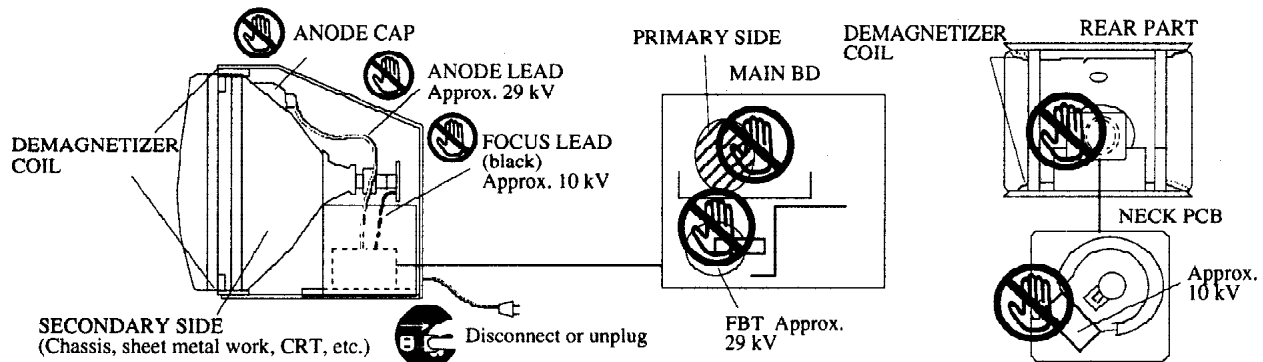 ANODE CAP
ANODE LEAD
Approx. 29 kV
FOCUS LEAD
(black)
Approx. 10 kV
DEMAGNETIZER
COIL
SECONDARY SIDE
(Chassis, sheet metal work, CRT, etc.)
Disconnect or unplug
PRIMARY SIDE
MAIN BD
FBT Approx.
29 kV
DEMAGNETIZER
COIL
REAR PART
NECK PCB
Approx.
10 kV